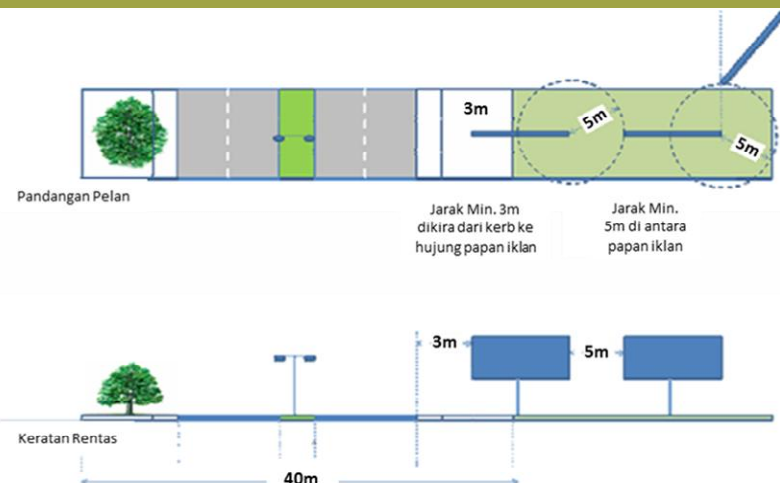 3m
5m
5m
Pandangan Pelan
Jarak Min. 3m
dikira dari kerb ke
hujung papan iklan
Jarak Min.
5m di antara
papan iklan
3m
5m
Keratan Rentas
40m